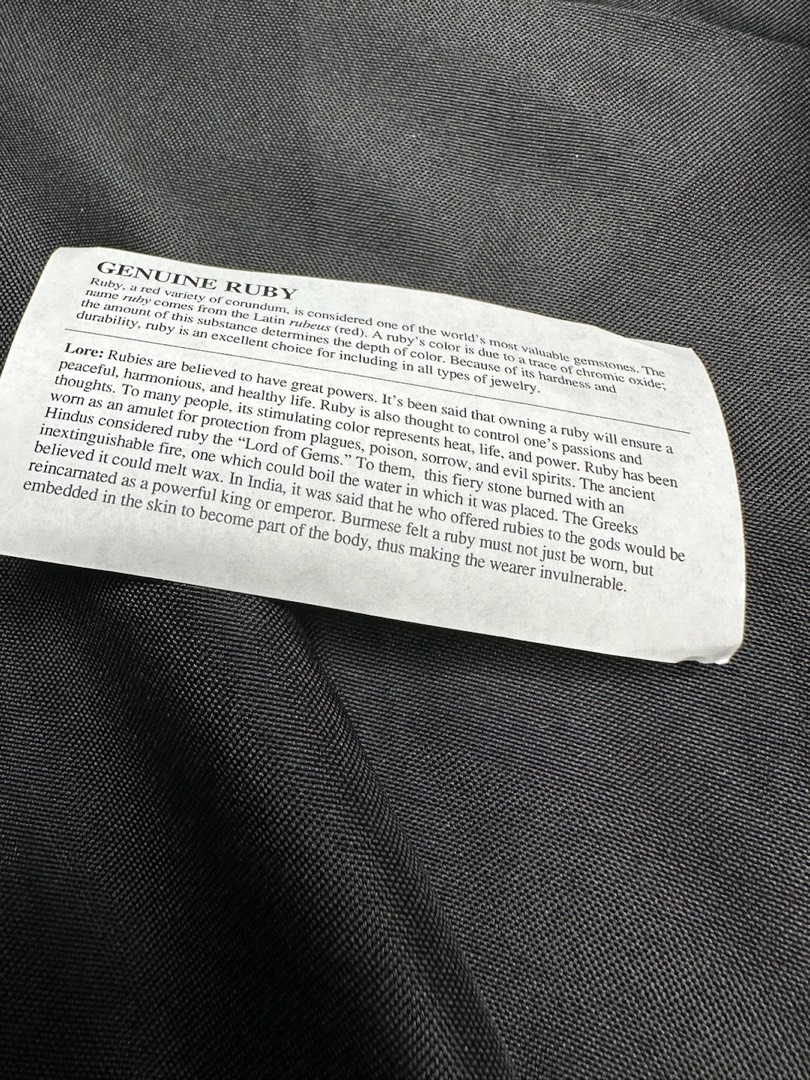 GENUINE RUBY
Ruby, a red variety of corundum, is considered one of the world's most valuable gemstones. The
name ruby comes from the Latin rubeus (red). A ruby's color is due to a trace of chromic oxide;
the amount of this substance determines the depth of color. Because of its hardness and
durability, ruby is an excellent choice for including in all types of jewelry.
Lore: Rubies are believed to have great powers. It's been said that owning a ruby will ensure a
peaceful, harmonious, and healthy life. Ruby is also thought to control one's passions and
thoughts. To many people, its stimulating color represents heat, life, and power. Ruby has been
worn as an amulet for protection from plagues, poison, sorrow, and evil spirits. The ancient
Hindus considered ruby the “Lord of Gems.” To them, this fiery stone burned with an
inextinguishable fire, one which could boil the water in which it was placed. The Greeks
believed it could melt wax. In India, it was said that he who offered rubies to the gods would be
reincarnated as a powerful king or emperor. Burmese felt a ruby must not just be worn, but
embedded in the skin to become part of the body, thus making the wearer invulnerable.